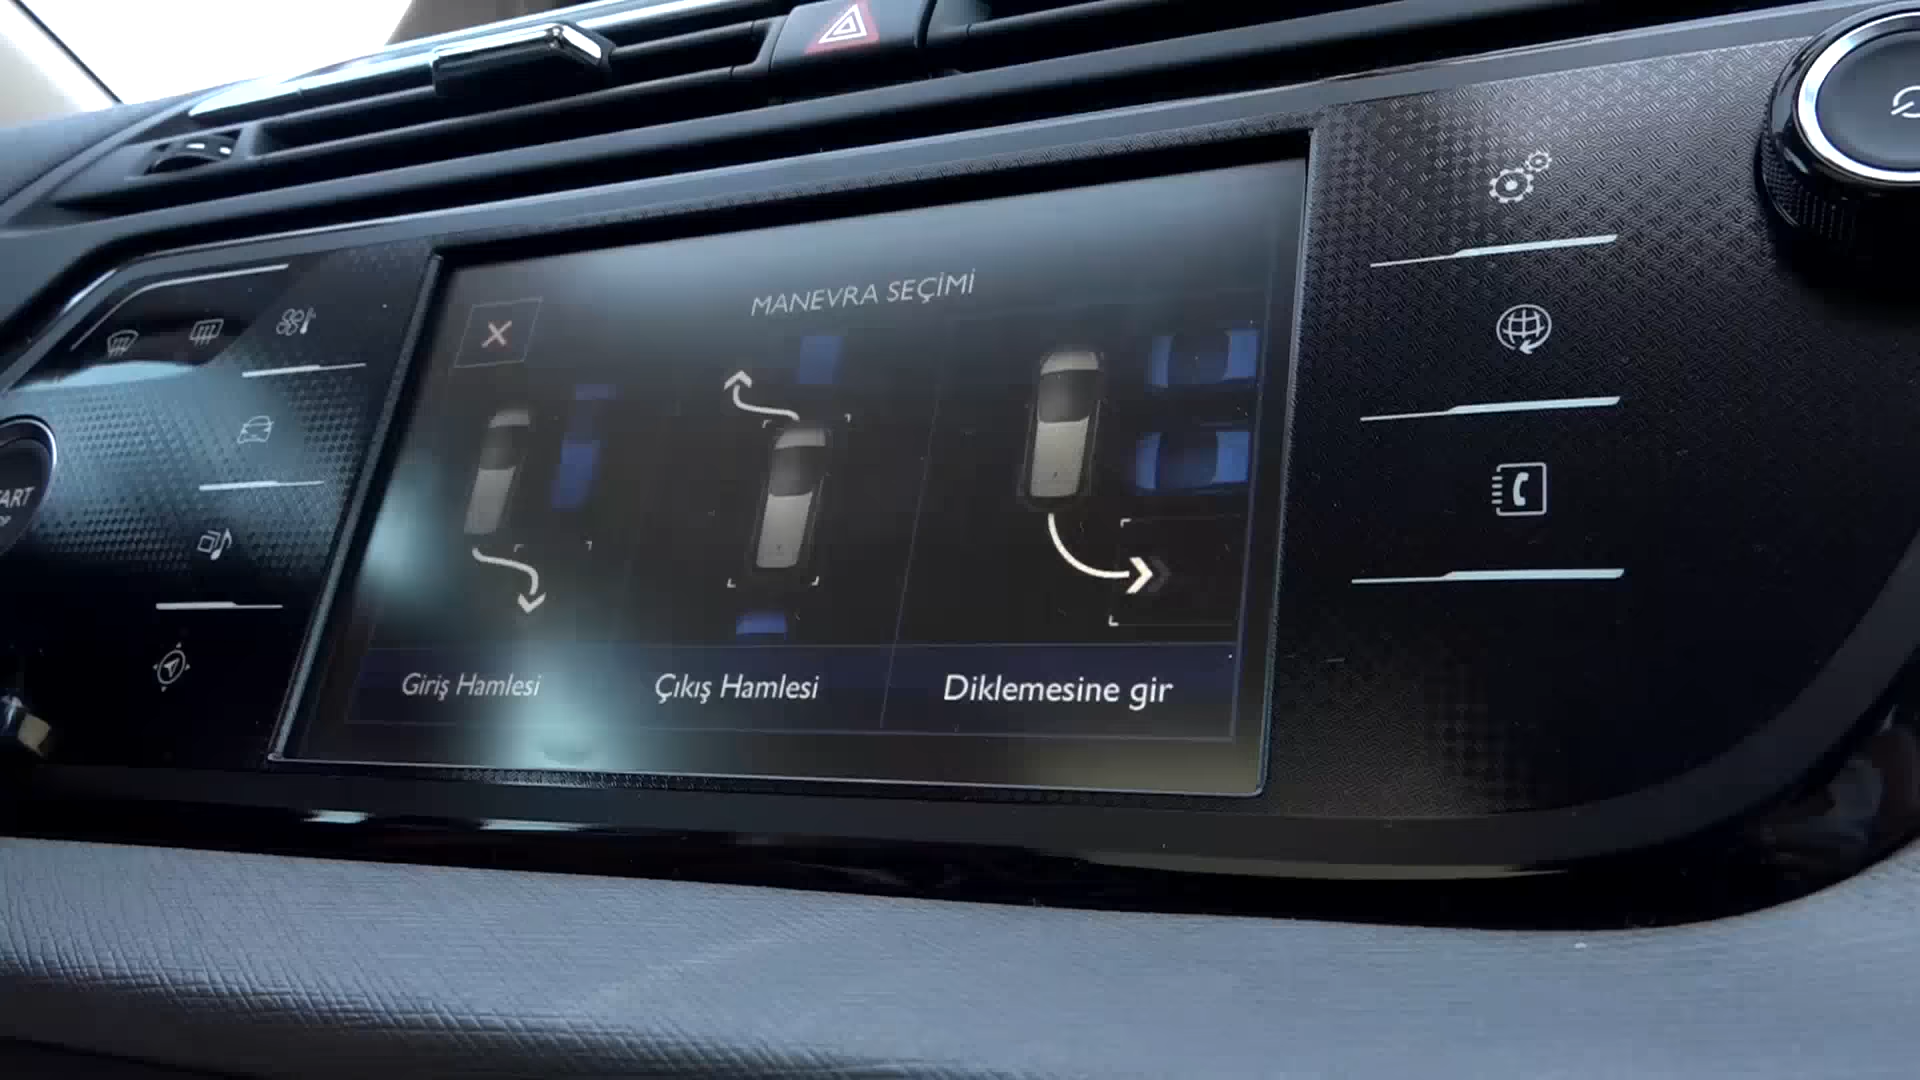 MANEVRA SEÇİMİ
Giriş Hamlesi
Çıkış Hamlesi
Diklemesine gir